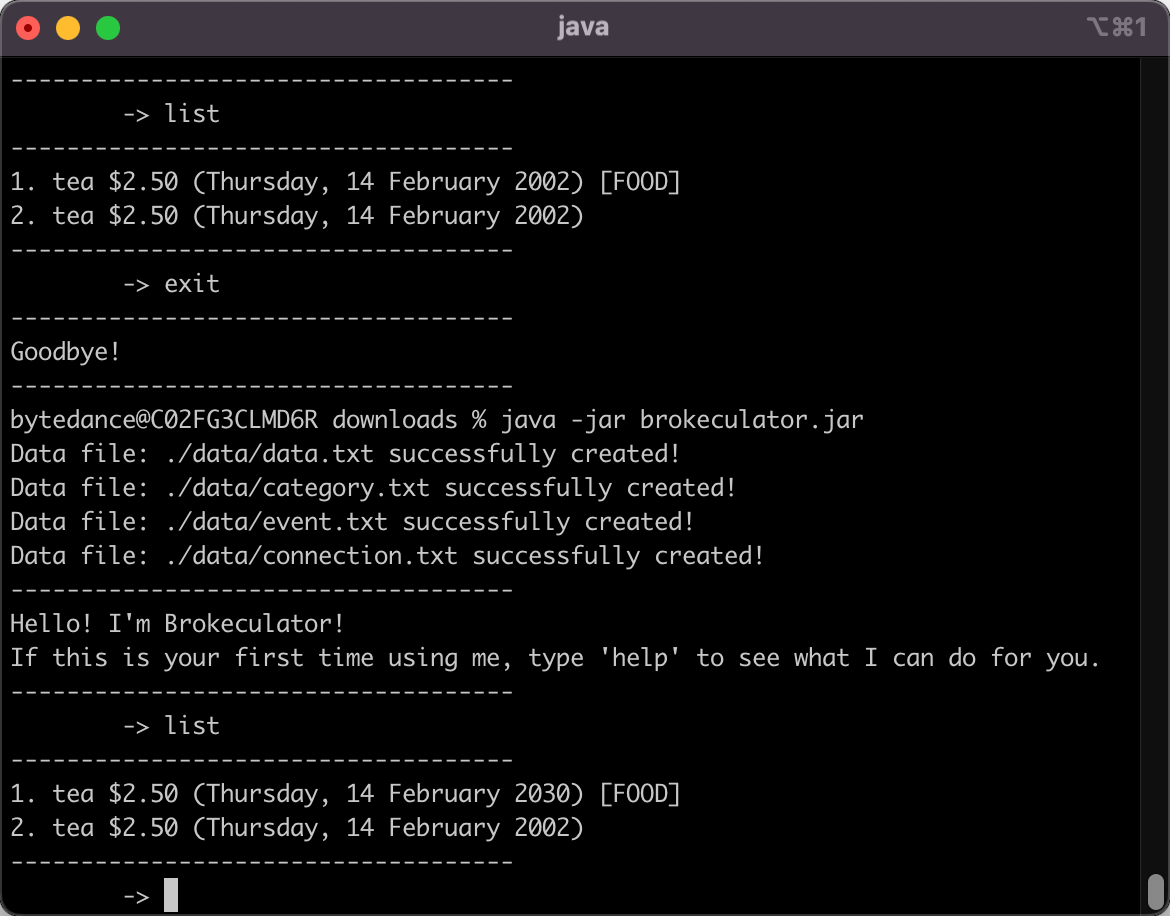 java
⌥⌘1
------------------------------------
-> list
------------------------------------
1. tea $2.50 (Thursday, 14 February 2002) [FOOD]
2. tea $2.50 (Thursday, 14 February 2002)
------------------------------------
-> exit
------------------------------------
Goodbye!
------------------------------------
bytedance@C02FG3CLMD6R downloads % java -jar brokeculator.jar
Data file: ./data/data.txt successfully created!
Data file: ./data/category.txt successfully created!
Data file: ./data/event.txt successfully created!
Data file: ./data/connection.txt successfully created!
------------------------------------
Hello! I'm Brokeculator!
If this is your first time using me, type 'help' to see what I can do for you.
------------------------------------
-> list
------------------------------------
1. tea $2.50 (Thursday, 14 February 2030) [FOOD]
2. tea $2.50 (Thursday, 14 February 2002)
------------------------------------
->